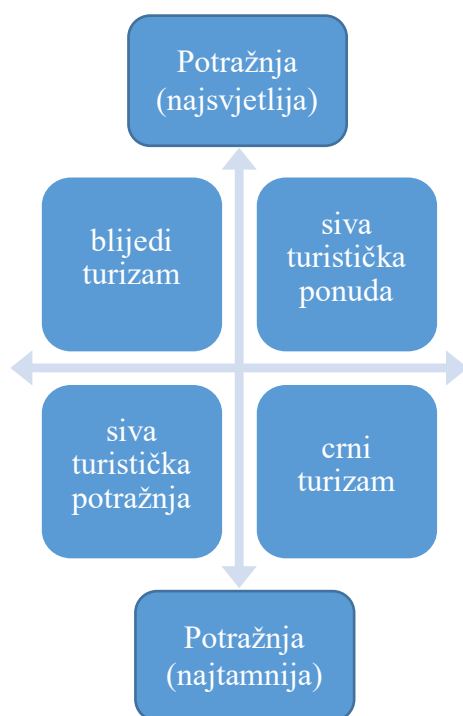 Potražnja
(najsvjetlija)
blijedi
turizam
siva
turistička
ponuda
siva
turistička
potražnja
crni
turizam
Potražnja
(najtamnija)